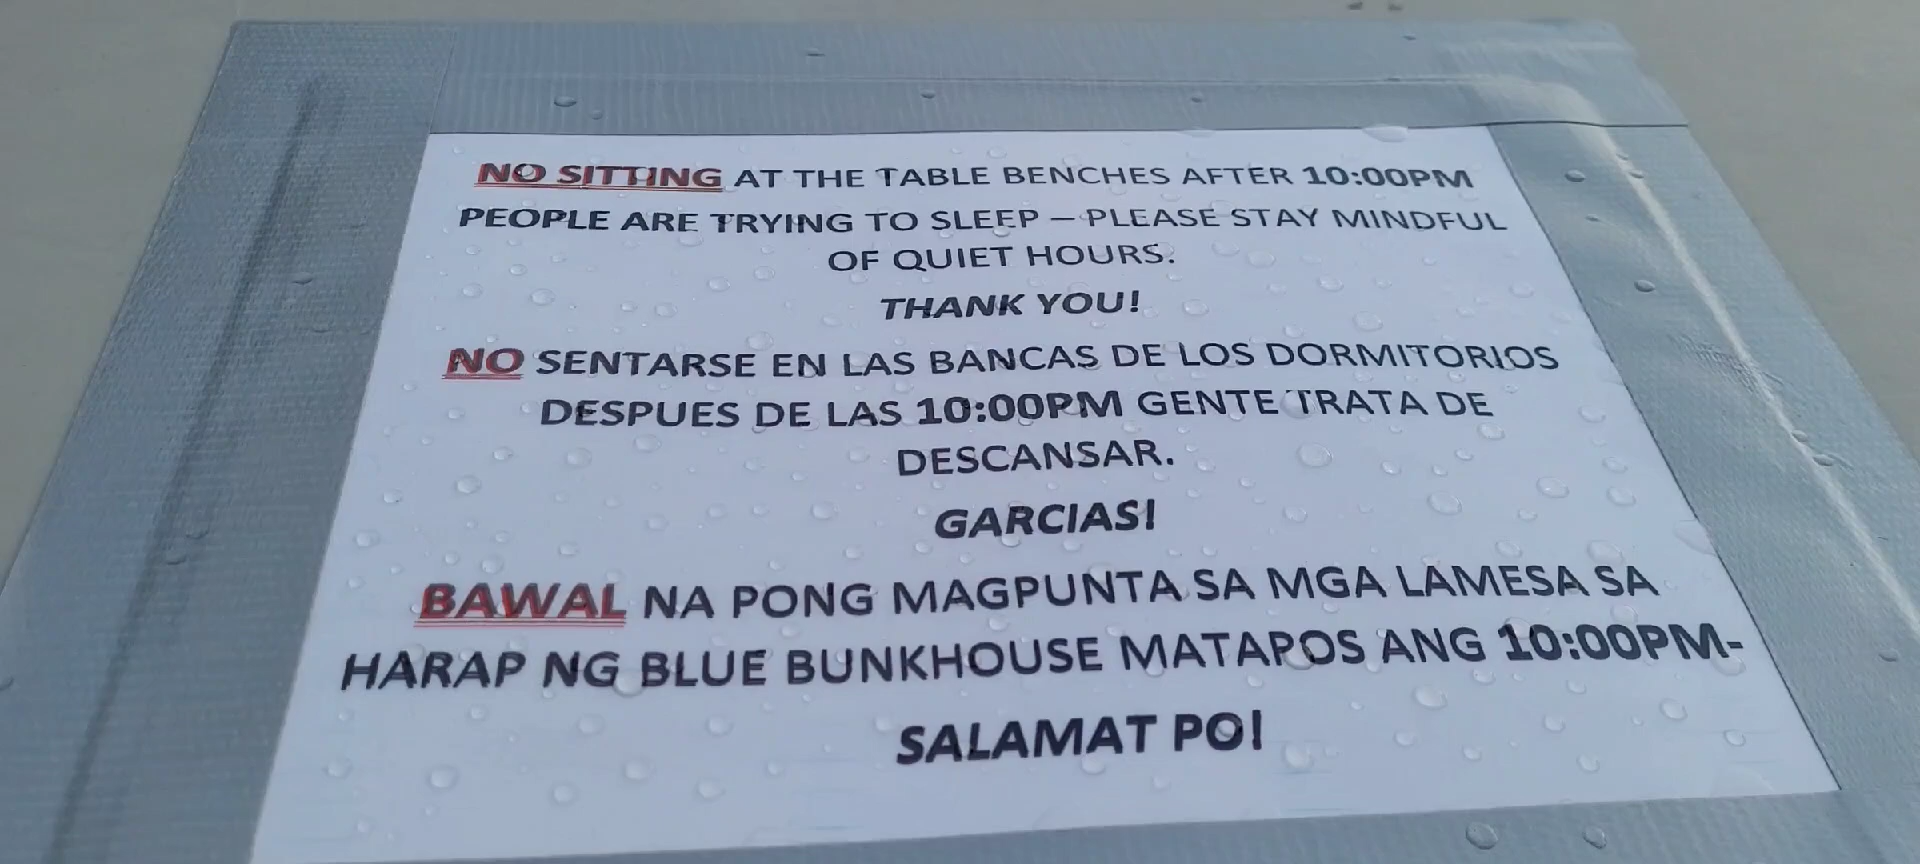 NO SITTING AT THE TABLE BENCHES AFTER 10:00PM
PEOPLE ARE TRYING TO SLEEP – PLEASE STAY MINDFUL
OF QUIET HOURS.
THANK YOU!
NO SENTARSE EN LAS BANCAS DE LOS DORMITORIOS
DESPUES DE LAS 10:00PM GENTE TRATA DE
DESCANSAR.
GARCIAS!
BAWAL NA PONG MAGPUNTA SA MGA LAMESA SA
HARAP NG BLUE BUNKHOUSE MATAPOS ANG 10:00PM-
SALAMAT PO!